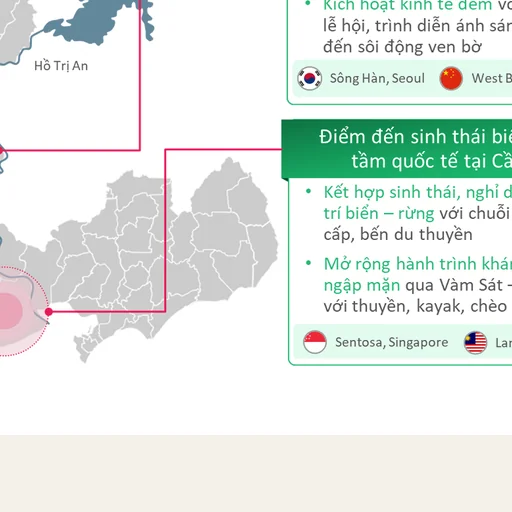 Kích hoạt kinh tế đêm
lễ hội, trình diễn ánh
đến sôi động ven bờ
Hồ Trị An
Sông Hàn, Seoul
West
Điểm đến sinh thái
tầm quốc tế tại
Kết hợp sinh thái, nghỉ
trí biển – rừng với chuỗi
cấp, bến du thuyền
Mở rộng hành trình
ngập mặn qua Vàm Sát -
với thuyền, kayak, chèo
Sentosa, Singapore